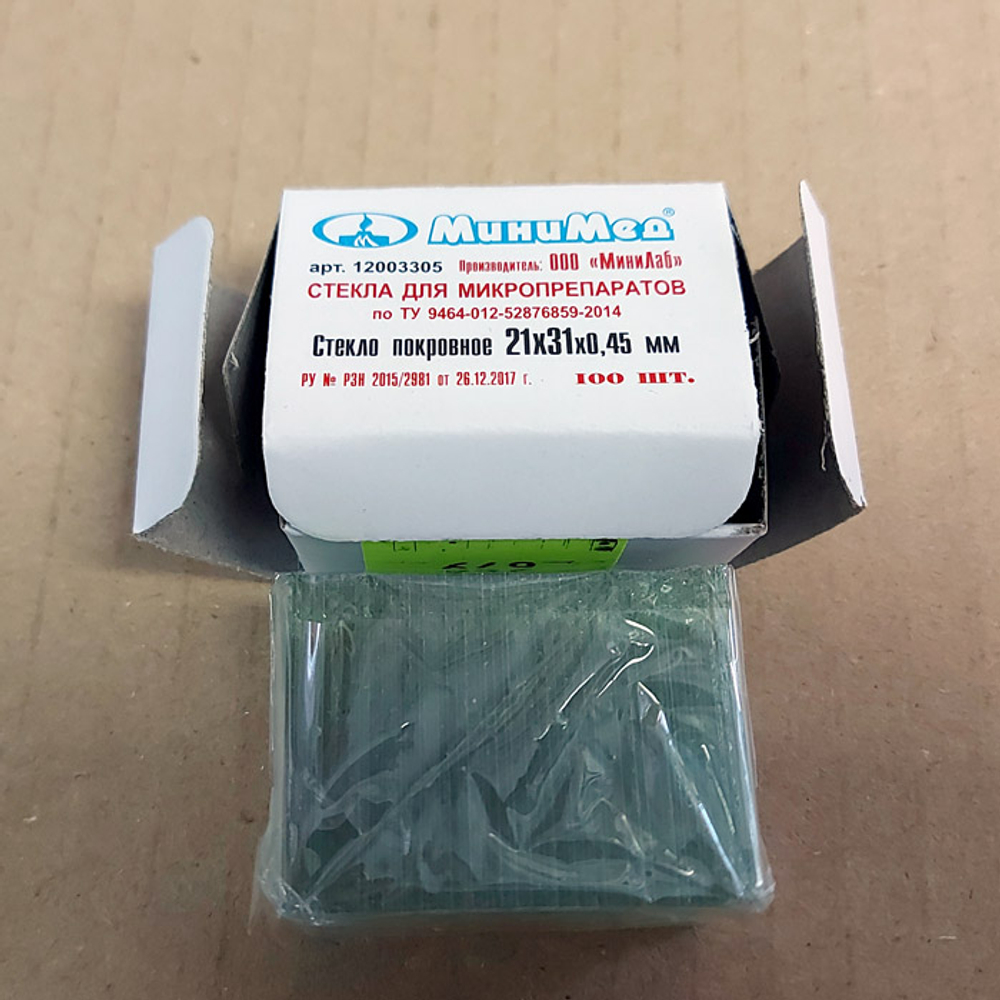 МиниМед®
арт. 12003305 Производитель: ООО «МиниЛаб»
СТЕКЛА ДЛЯ МИКРОПРЕПАРАТОВ
по ТУ 9464-012-52876859-2014
Стекло покровное 21х31х0,45 мм
РУ № РЗН 2015/2981 от 26.12.2017 г. 100 ШТ.